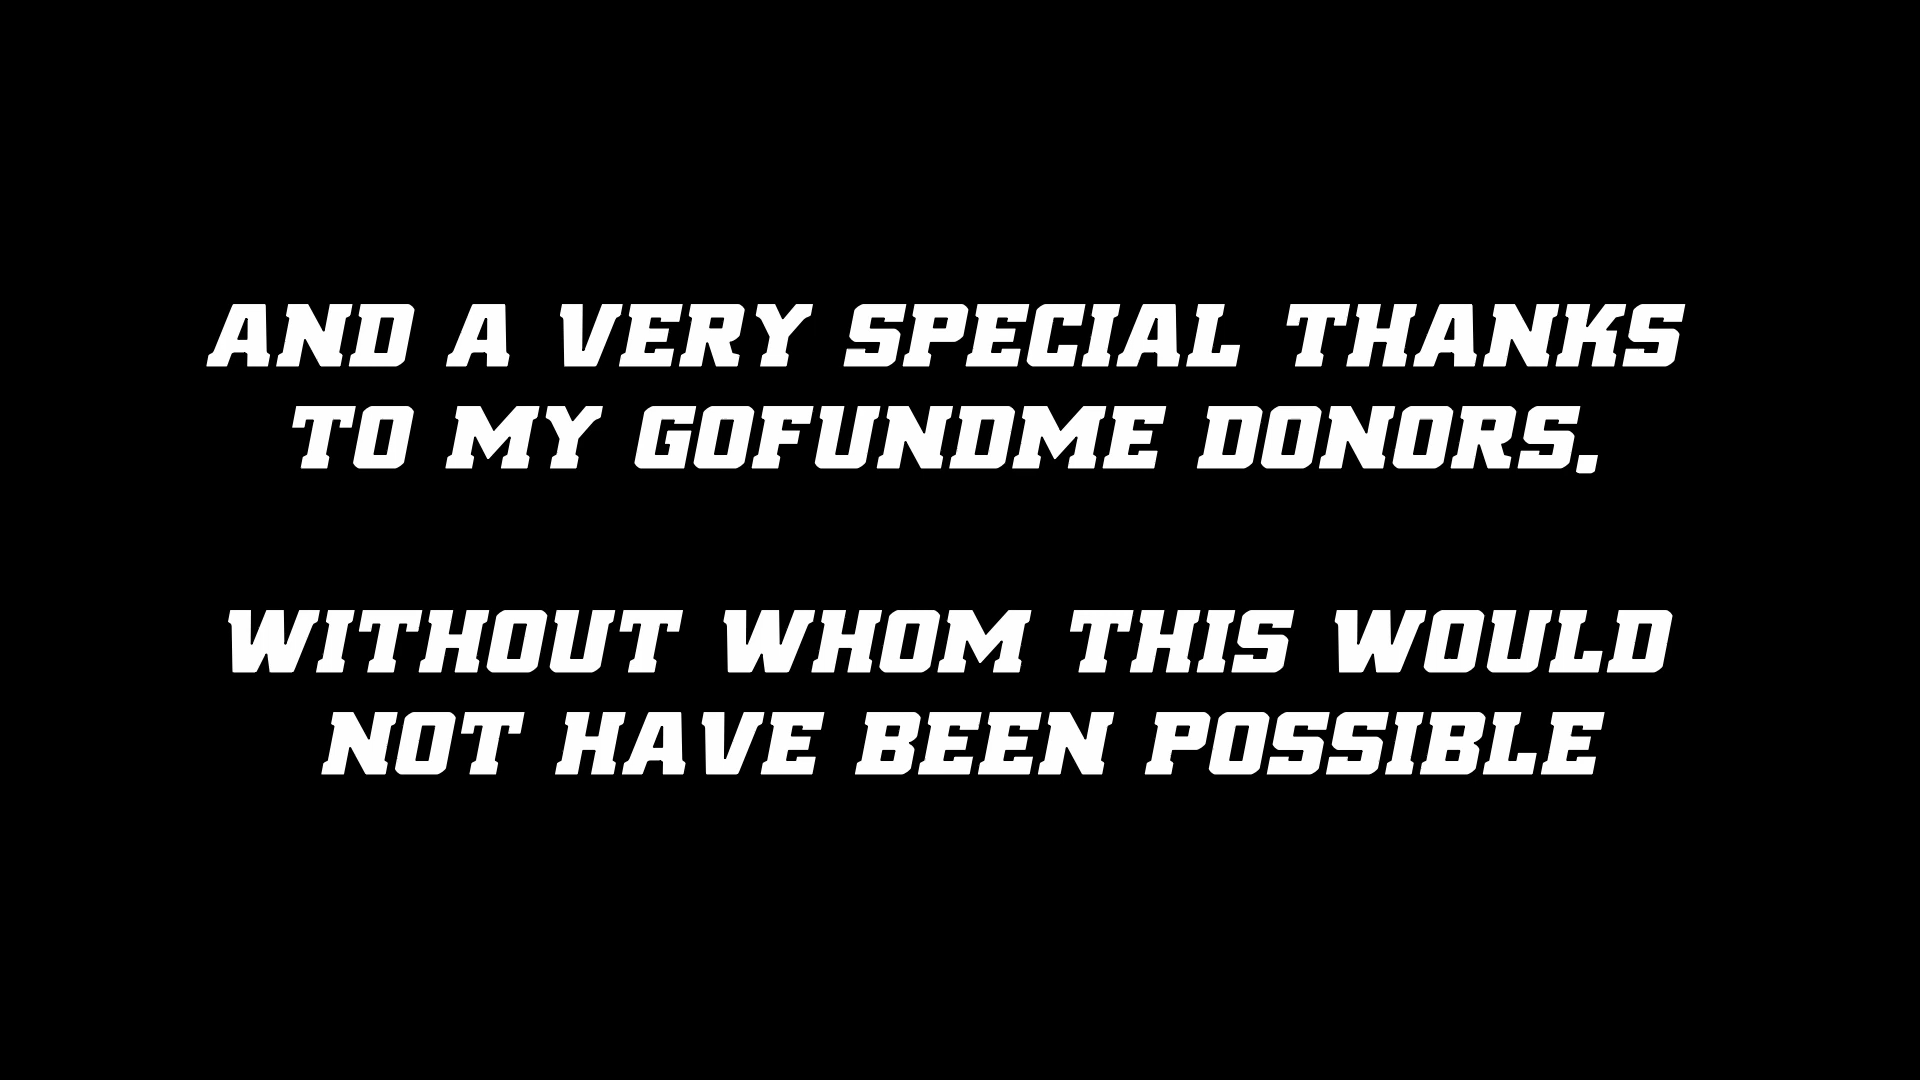 AND A VERY SPECIAL THANKS
TO MY GOFUNDME DONORS.
WITHOUT WHOM THIS WOULD
NOT HAVE BEEN POSSIBLE